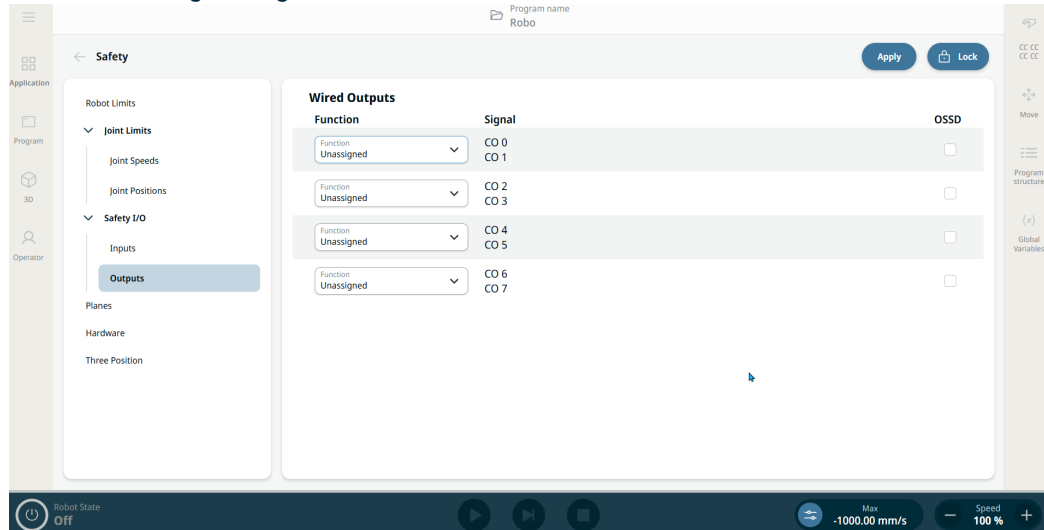 Program name
Robo
Safety
Apply
Lock
CC CC
CC CC
Application
Program
3D
Operator
Robot Limits
Joint Limits
Joint Speeds
Joint Positions
Safety I/O
Inputs
Outputs
Planes
Hardware
Three Position
Wired Outputs
Function Signal OSSD
Function
Unassigned
CO 0
CO 1
Function
Unassigned
CO 2
CO 3
Function
Unassigned
CO 4
CO 5
Function
Unassigned
CO 6
CO 7
Move
Program
structure
{x}
Global
Variables
Robot State
Off
Max
-1000.00 mm/s
Speed
100 %